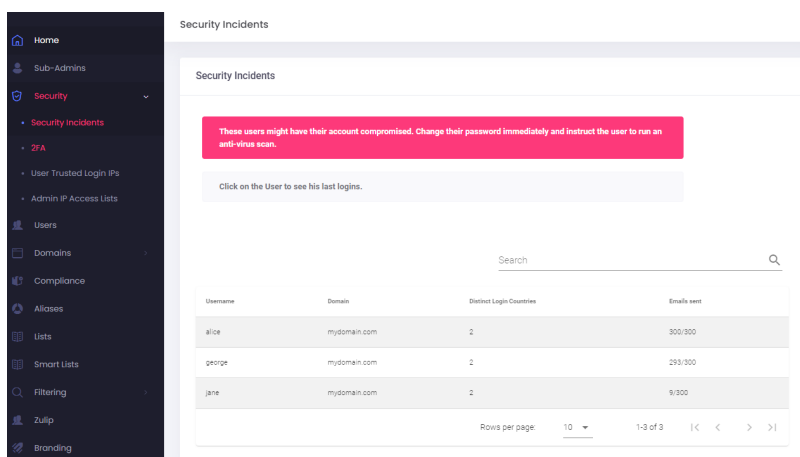 Security Incidents
Home
Sub-Admins
Security
Security Incidents
2FA
User Trusted Login IPs
Admin IP Access Lists
Users
Domains
Compliance
Aliases
Lists
Smart Lists
Filtering
Zulip
Branding
Security Incidents
These users might have their account compromised. Change their password immediately and instruct the user to run an
anti-virus scan.
Click on the User to see his last logins.
Search
Username Domain Distinct Login Countries Emails sent
alice mydomain.com 2 300/300
george mydomain.com 2 293/300
jane mydomain.com 2 9/300
Rows per page: 10 1-3 of 3